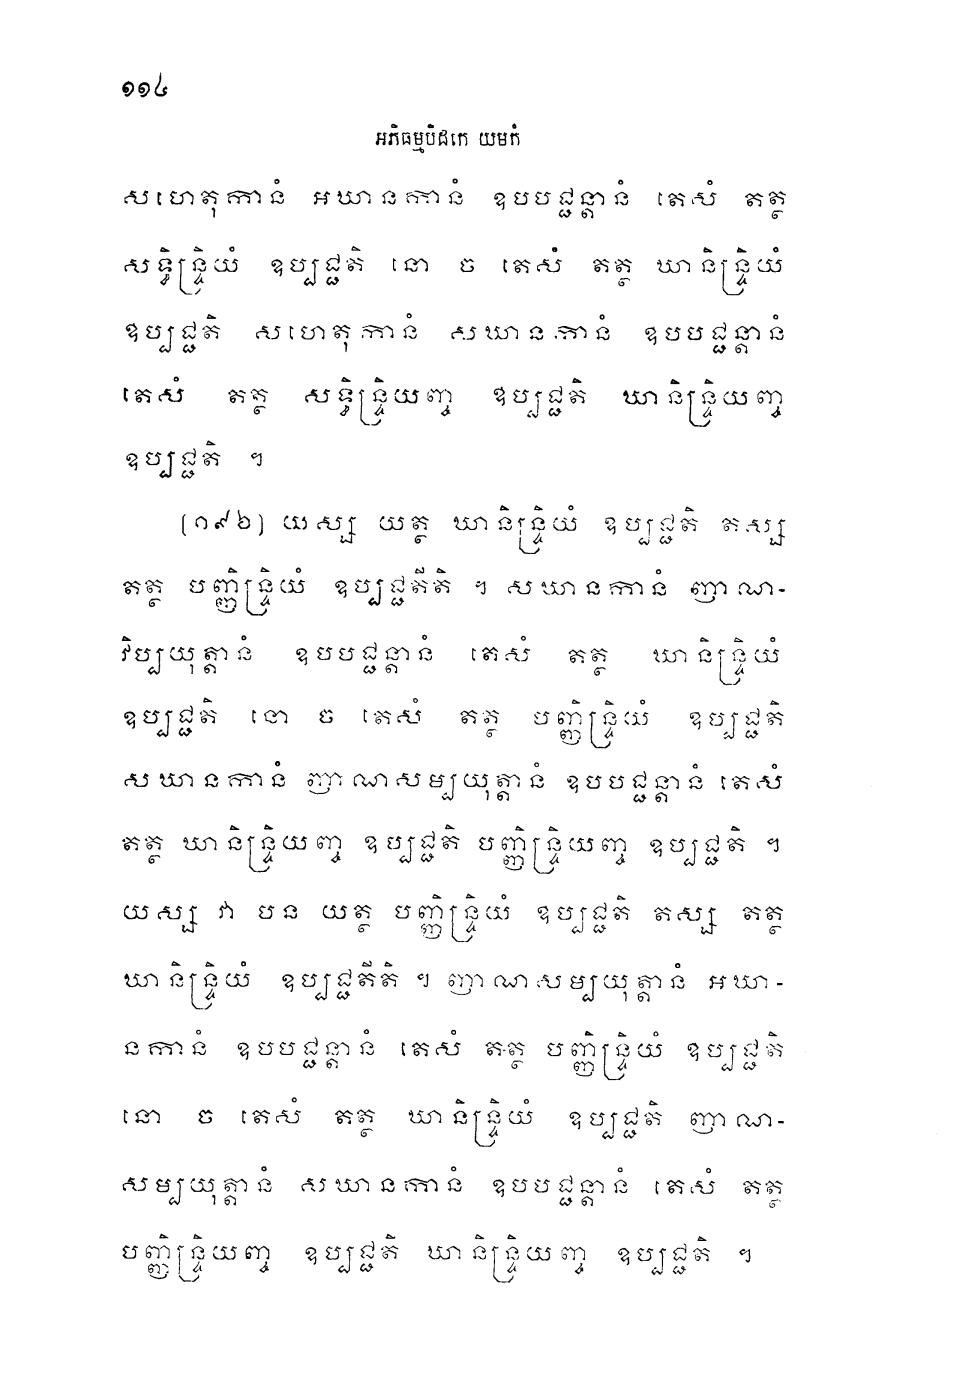 ១១៤
អភិធម្មបិដកេ យមកំ
សហេតុកានំ អឃានកានំ ឧបបជ្ជន្តានំ តេសំ តត្ថ
សទ្ធិន្ទ្រិយំ ឧប្បជ្ជតិ នោ ច តេសំ តត្ថ ឃានិន្ទ្រិយំ
ឧប្បជ្ជតិ សហេតុកានំ សឃានកានំ ឧបបជ្ជន្តានំ
តេសំ តត្ថ សទ្ធិន្ទ្រិយញ្ច ឧប្បជ្ជតិ ឃានិន្ទ្រិយញ្ច
ឧប្បជ្ជតិ ។
(១៩៦) យស្ស យត្ថ ឃានិន្ទ្រិយំ ឧប្បជ្ជតិ តស្ស
តត្ថ បញ្ញិន្ទ្រិយំ ឧប្បជ្ជតីតិ ។ សឃានកានំ ញាណ-
វិប្បយុត្តានំ ឧបបជ្ជន្តានំ តេសំ តត្ថ ឃានិន្ទ្រិយំ
ឧប្បជ្ជតិ នោ ច តេសំ តត្ថ បញ្ញិន្ទ្រិយំ ឧប្បជ្ជតិ
សឃានកានំ ញាណសម្បយុត្តានំ ឧបបជ្ជន្តានំ តេសំ
តត្ថ ឃានិន្ទ្រិយញ្ច ឧប្បជ្ជតិ បញ្ញិន្ទ្រិយញ្ច ឧប្បជ្ជតិ ។
យស្ស វា បន យត្ថ បញ្ញិន្ទ្រិយំ ឧប្បជ្ជតិ តស្ស តត្ថ
ឃានិន្ទ្រិយំ ឧប្បជ្ជតីតិ ។ ញាណសម្បយុត្តានំ អឃា-
នកានំ ឧបបជ្ជន្តានំ តេសំ តត្ថ បញ្ញិន្ទ្រិយំ ឧប្បជ្ជតិ
នោ ច តេសំ តត្ថ ឃានិន្ទ្រិយំ ឧប្បជ្ជតិ ញាណ-
សម្បយុត្តានំ សឃានកានំ ឧបបជ្ជន្តានំ តេសំ តត្ថ
បញ្ញិន្ទ្រិយញ្ច ឧប្បជ្ជតិ ឃានិន្ទ្រិយញ្ច ឧប្បជ្ជតិ ។